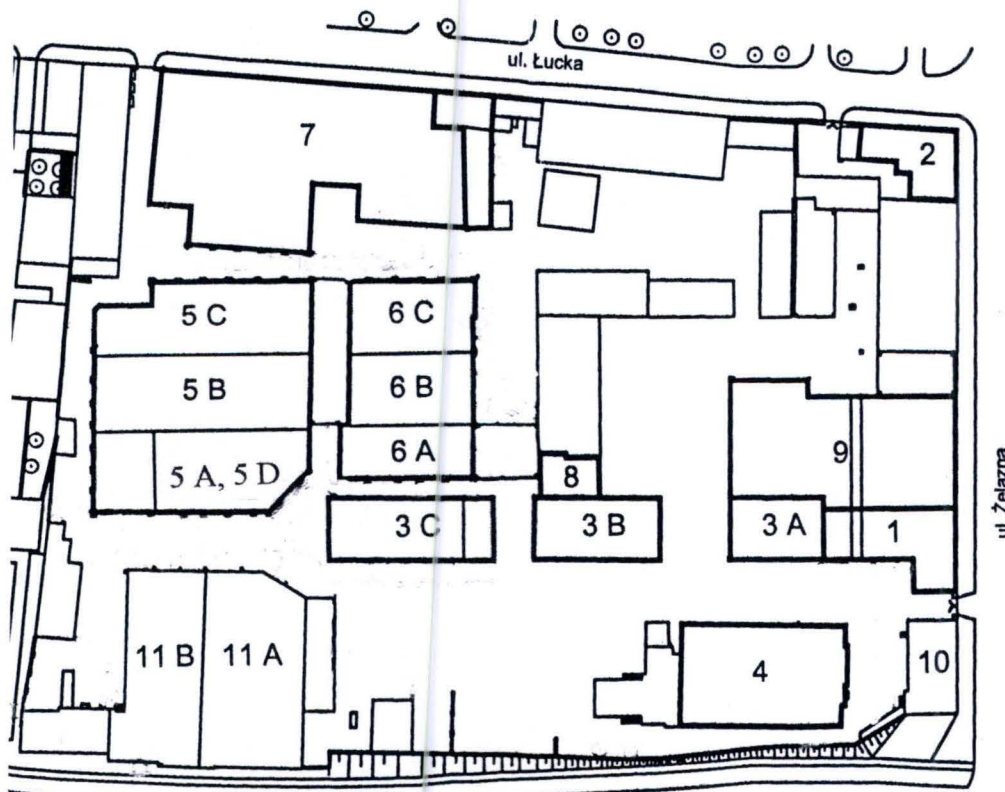 ul. Łucka
7
2
5 C
6 C
5 B
6 B
6 A
9
ul. Żelazna
5 A, 5 D
8
3 C
3 B
3 A
1
11 B
11 A
4
10